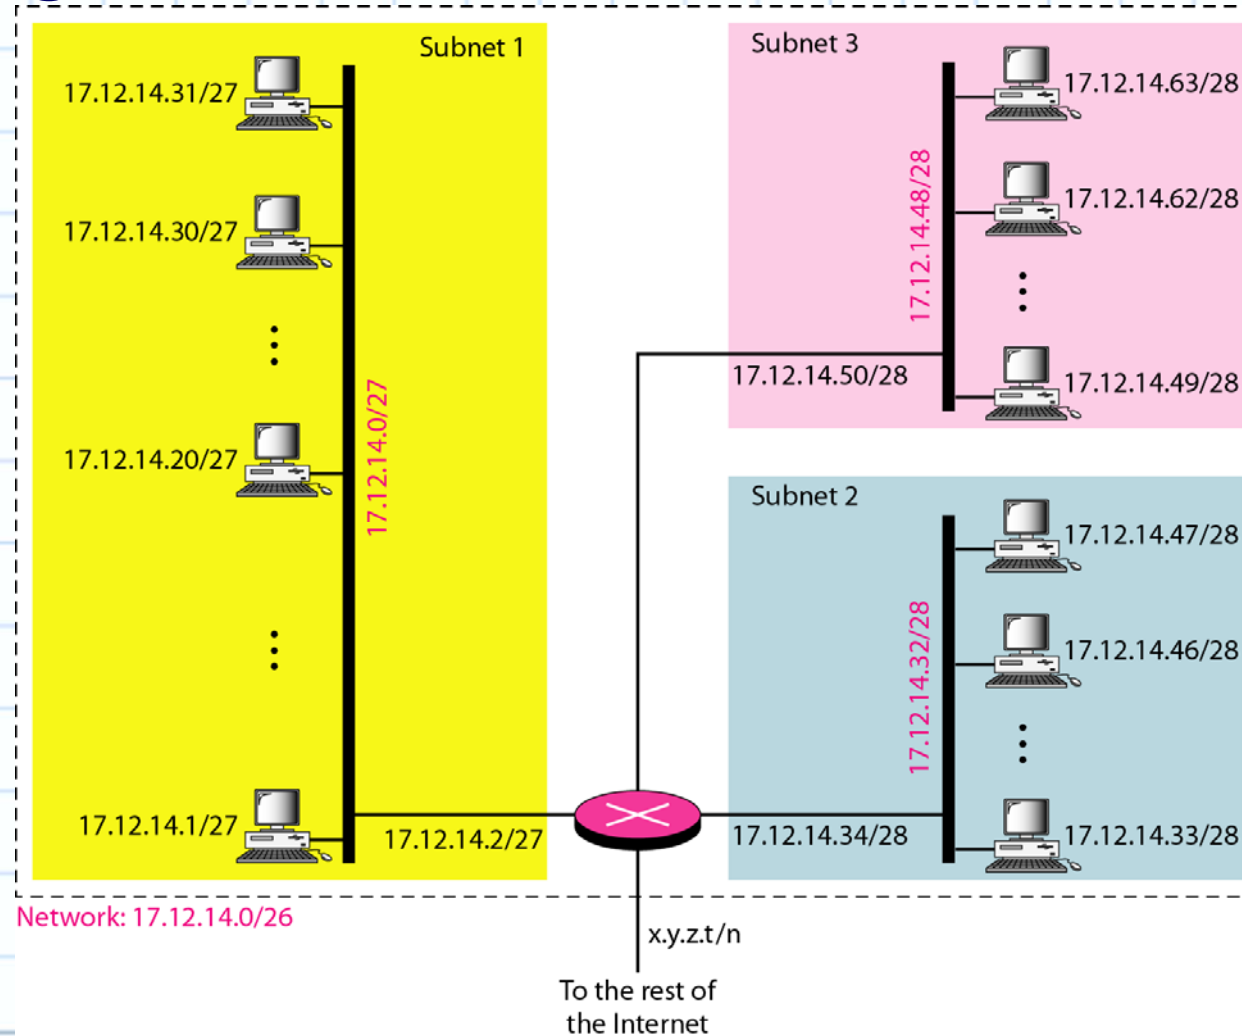 Subnet 1
17.12.14.31/27
17.12.14.30/27
17.12.14.20/27
17.12.14.0/27
17.12.14.1/27
17.12.14.2/27
Subnet 3
17.12.14.63/28
17.12.14.62/28
17.12.14.48/28
17.12.14.50/28
17.12.14.49/28
Subnet 2
17.12.14.47/28
17.12.14.46/28
17.12.14.32/28
17.12.14.34/28
17.12.14.33/28
Network: 17.12.14.0/26
x.y.z.t/n
To the rest of
the Internet